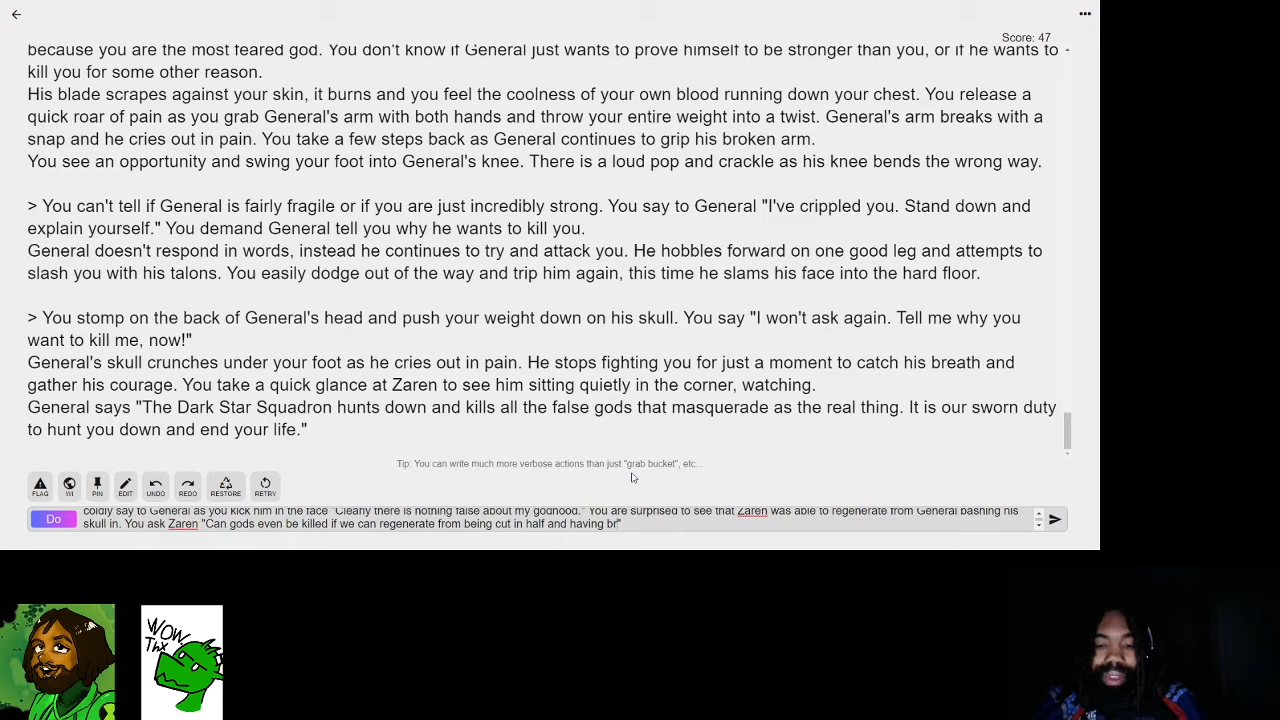 Score: 47
because you are the most feared god. You don't know if General just wants to prove himself to be stronger than you, or if he wants to
kill you for some other reason.
His blade scrapes against your skin, it burns and you feel the coolness of your own blood running down your chest. You release a
quick roar of pain as you grab General's arm with both hands and throw your entire weight into a twist. General's arm breaks with a
snap and he cries out in pain. You take a few steps back as General continues to grip his broken arm.
You see an opportunity and swing your foot into General's knee. There is a loud pop and crackle as his knee bends the wrong way.
> You can't tell if General is fairly fragile or if you are just incredibly strong. You say to General "I've crippled you. Stand down and
explain yourself." You demand General tell you why he wants to kill you.
General doesn't respond in words, instead he continues to try and attack you. He hobbles forward on one good leg and attempts to
slash you with his talons. You easily dodge out of the way and trip him again, this time he slams his face into the hard floor.
> You stomp on the back of General's head and push your weight down on his skull. You say "I won't ask again. Tell me why you
want to kill me, now!"
General's skull crunches under your foot as he cries out in pain. He stops fighting you for just a moment to catch his breath and
gather his courage. You take a quick glance at Zaren to see him sitting quietly in the corner, watching.
General says "The Dark Star Squadron hunts down and kills all the false gods that masquerade as the real thing. It is our sworn duty
to hunt you down and end your life."
Tip: You can write much more verbose actions than just "grab bucket", etc...
FLAG WI PIN EDIT UNDO REDO RESTORE RETRY
coldly say to General as you kick him in the face "Clearly there is nothing false about my godhood." You are surprised to see that Zaren was able to regenerate from General bashing his
Do
skull in. You ask Zaren "Can gods even be killed if we can regenerate from being cut in half and having br"
WOW
Thx